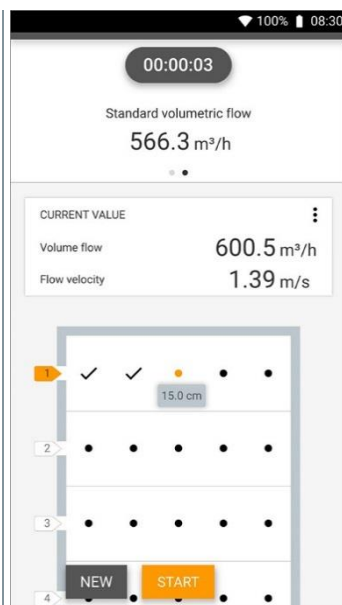 100% 08:30
00:00:03
Standard volumetric flow
566.3 m³/h
CURRENT VALUE
Volume flow 600.5 m³/h
Flow velocity 1.39 m/s
1
15.0 cm
2
3
NEW START
4